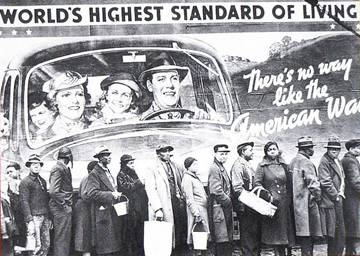 WORLD'S HIGHEST STANDARD OF LIVING
There's no way
like the
American Wa